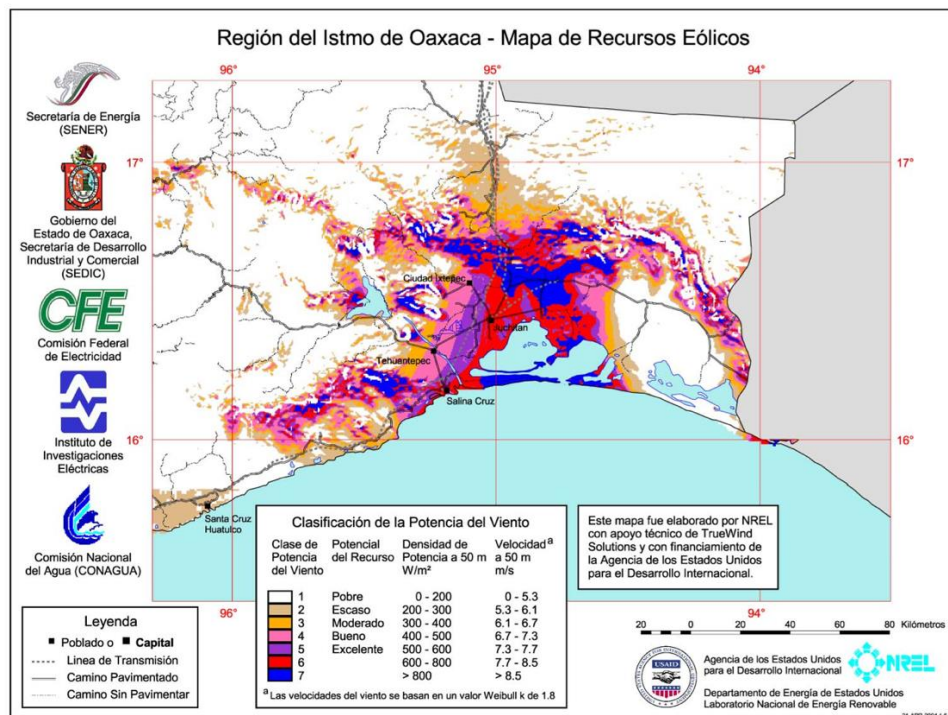 Región del Istmo de Oaxaca - Mapa de Recursos Eólicos
96°
95°
94°
17°
17°
16°
16°
96°
94°
Secretaría de Energía
(SENER)
Gobierno del
Estado de Oaxaca,
Secretaría de Desarrollo
Industrial y Comercial
(SEDIC)
CFE
Comisión Federal
de Electricidad
Instituto de
Investigaciones
Eléctricas
Comisión Nacional
del Agua (CONAGUA)
Ciudad Ixtepec
Juchitan
Tehuantepec
Salina Cruz
Santa Cruz
Huatulco
Leyenda
Poblado o Capital
Linea de Transmisión
Camino Pavimentado
Camino Sin Pavimentar
Clasificación de la Potencia del Viento
Clase de Potencia del Viento
Potencial del Recurso
Densidad de Potencia a 50 m W/m²
Velocidad a a 50 m m/s
1 Pobre 0 - 200 0 - 5.3
2 Escaso 200 - 300 5.3 - 6.1
3 Moderado 300 - 400 6.1 - 6.7
4 Bueno 400 - 500 6.7 - 7.3
5 Excelente 500 - 600 7.3 - 7.7
6 600 - 800 7.7 - 8.5
7 > 800 > 8.5
a Las velocidades del viento se basan en un valor Weibull k de 1.8
Este mapa fue elaborado por NREL
con apoyo técnico de TrueWind
Solutions y con financiamiento de
la Agencia de los Estados Unidos
para el Desarrollo Internacional.
20 0 20 40 60 80 Kilómetros
USAID
Agencia de los Estados Unidos
para el Desarrollo Internacional
NREL
Departamento de Energía de Estados Unidos
Laboratorio Nacional de Energía Renovable